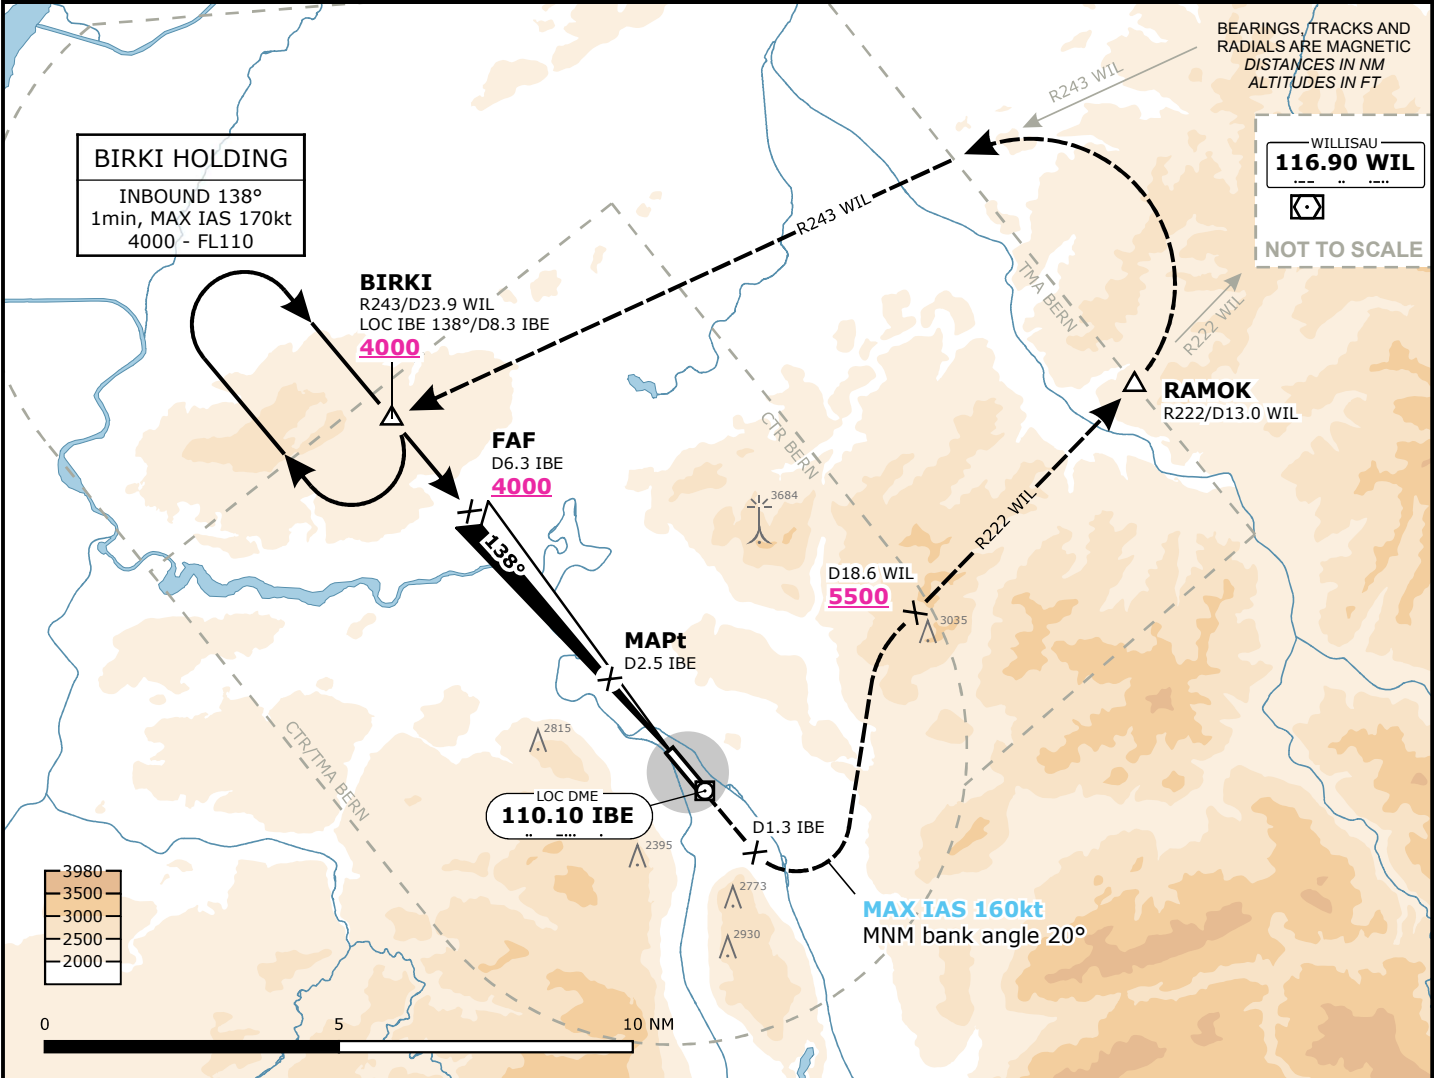 BEARINGS, TRACKS AND
RADIALS ARE MAGNETIC
DISTANCES IN NM
ALTITUDES IN FT
R243 WIL
WILLISAU
116.90 WIL
NOT TO SCALE
BIRKI HOLDING
INBOUND 138°
1min, MAX IAS 170kt
4000 - FL110
R243 WIL
TMA BERN
R222 WIL
BIRKI
R243/D23.9 WIL
LOC IBE 138°/D8.3 IBE
4000
RAMOK
R222/D13.0 WIL
CTR BERN
FAF
D6.3 IBE
4000
3684
R222 WIL
138°
D18.6 WIL
5500
3035
MAPt
D2.5 IBE
2815
CTR/TMA BERN
LOC DME
110.10 IBE
D1.3 IBE
2395
2773
MAX IAS 160kt
MNM bank angle 20°
2930
3980
3500
3000
2500
2000
0 5 10 NM